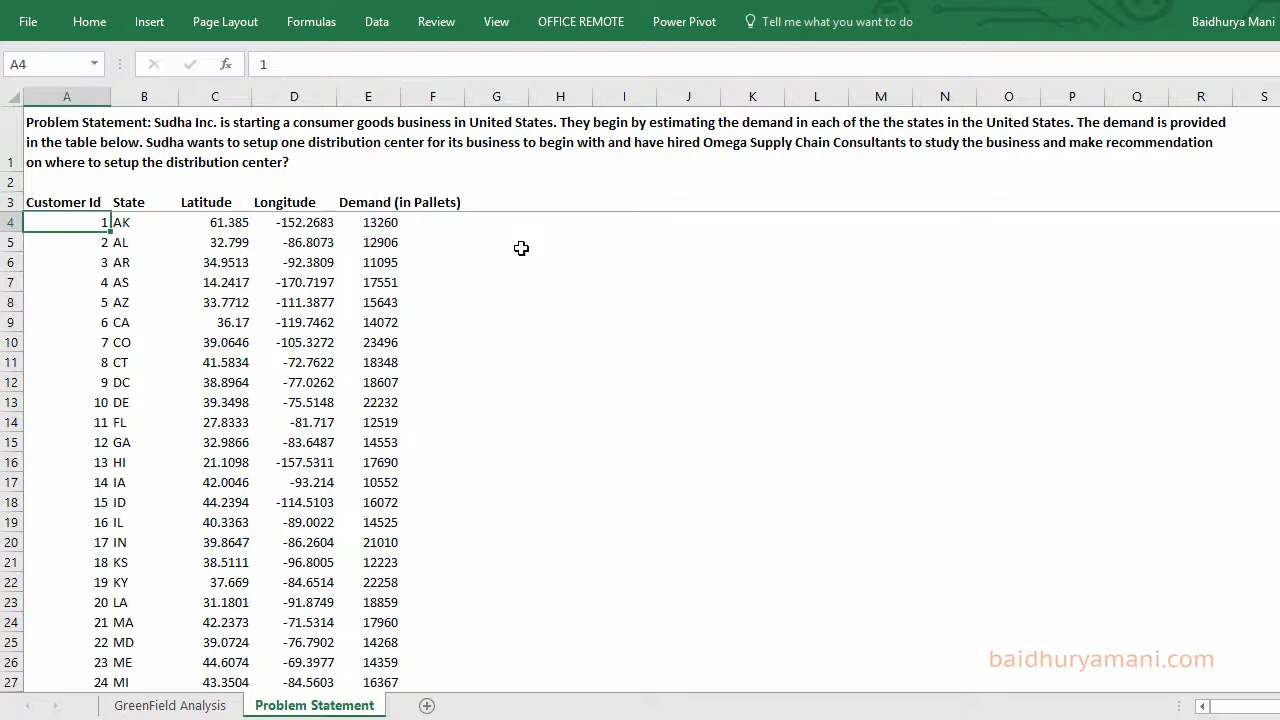 File Home Insert Page Layout Formulas Data Review View OFFICE REMOTE Power Pivot Tell me what you want to do Baidhurya Mani
A4 fx 1
A B C D E F G H I J K L M N O P Q R S
Problem Statement: Sudha Inc. is starting a consumer goods business in United States. They begin by estimating the demand in each of the the states in the United States. The demand is provided
in the table below. Sudha wants to setup one distribution center for its business to begin with and have hired Omega Supply Chain Consultants to study the business and make recommendation
1 on where to setup the distribution center?
2
3 Customer Id State Latitude Longitude Demand (in Pallets)
4 1 AK 61.385 -152.2683 13260
5 2 AL 32.799 -86.8073 12906
6 3 AR 34.9513 -92.3809 11095
7 4 AS 14.2417 -170.7197 17551
8 5 AZ 33.7712 -111.3877 15643
9 6 CA 36.17 -119.7462 14072
10 7 CO 39.0646 -105.3272 23496
11 8 CT 41.5834 -72.7622 18348
12 9 DC 38.8964 -77.0262 18607
13 10 DE 39.3498 -75.5148 22232
14 11 FL 27.8333 -81.717 12519
15 12 GA 32.9866 -83.6487 14553
16 13 HI 21.1098 -157.5311 17690
17 14 IA 42.0046 -93.214 10552
18 15 ID 44.2394 -114.5103 16072
19 16 IL 40.3363 -89.0022 14525
20 17 IN 39.8647 -86.2604 21010
21 18 KS 38.5111 -96.8005 12223
22 19 KY 37.669 -84.6514 22258
23 20 LA 31.1801 -91.8749 18859
24 21 MA 42.2373 -71.5314 17960
25 22 MD 39.0724 -76.7902 14268
26 23 ME 44.6074 -69.3977 14359
27 24 MI 43.3504 -84.5603 16367
baidhuryamani.com
GreenField Analysis Problem Statement